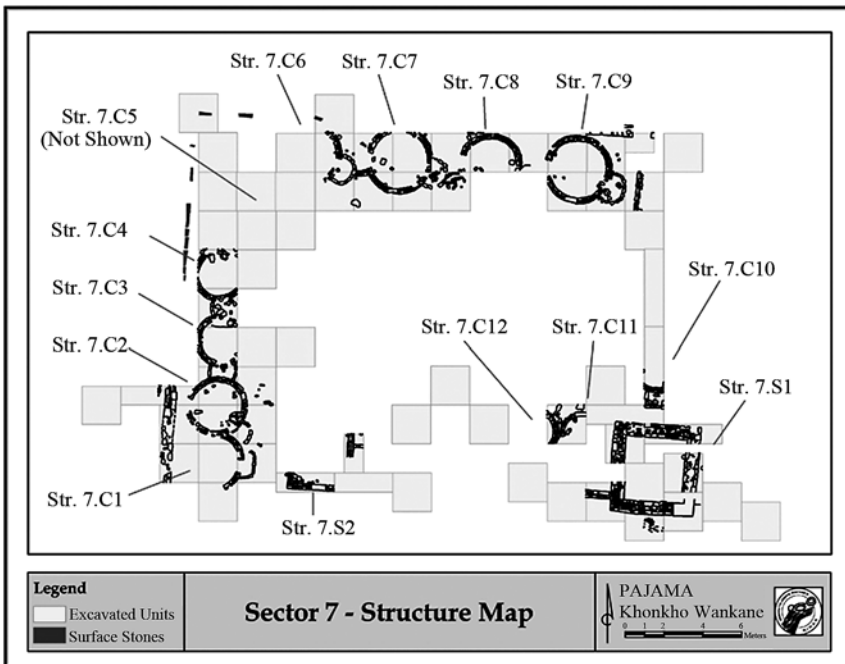 Str. 7.C6
Str. 7.C7
Str. 7.C8
Str. 7.C9
Str. 7.C5
(Not Shown)
Str. 7.C4
Str. 7.C3
Str. 7.C2
Str. 7.C1
Str. 7.S2
Str. 7.C12
Str. 7.C11
Str. 7.C10
Str. 7.S1
Legend
Excavated Units
Surface Stones
Sector 7 - Structure Map
PAJAMA
Khonkho Wankane
0 1 2 4 6
Meters